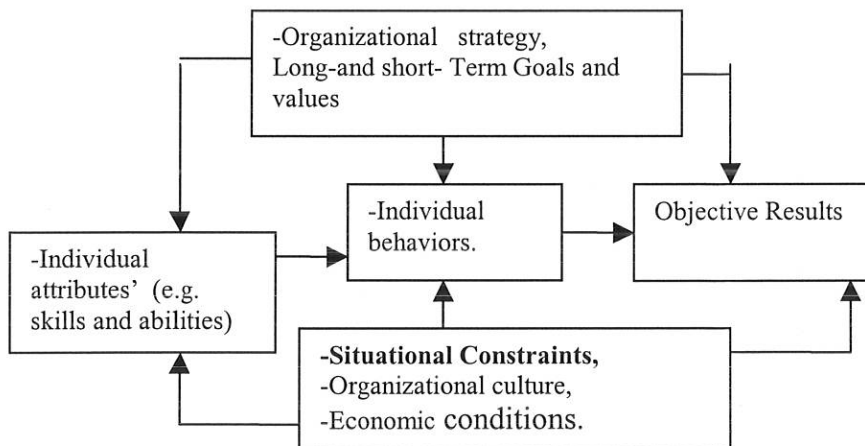 -Organizational strategy,
Long-and short- Term Goals and
values
-Individual
behaviors.
Objective Results
-Individual
attributes’ (e.g.
skills and abilities)
-Situational Constraints,
-Organizational culture,
-Economic conditions.